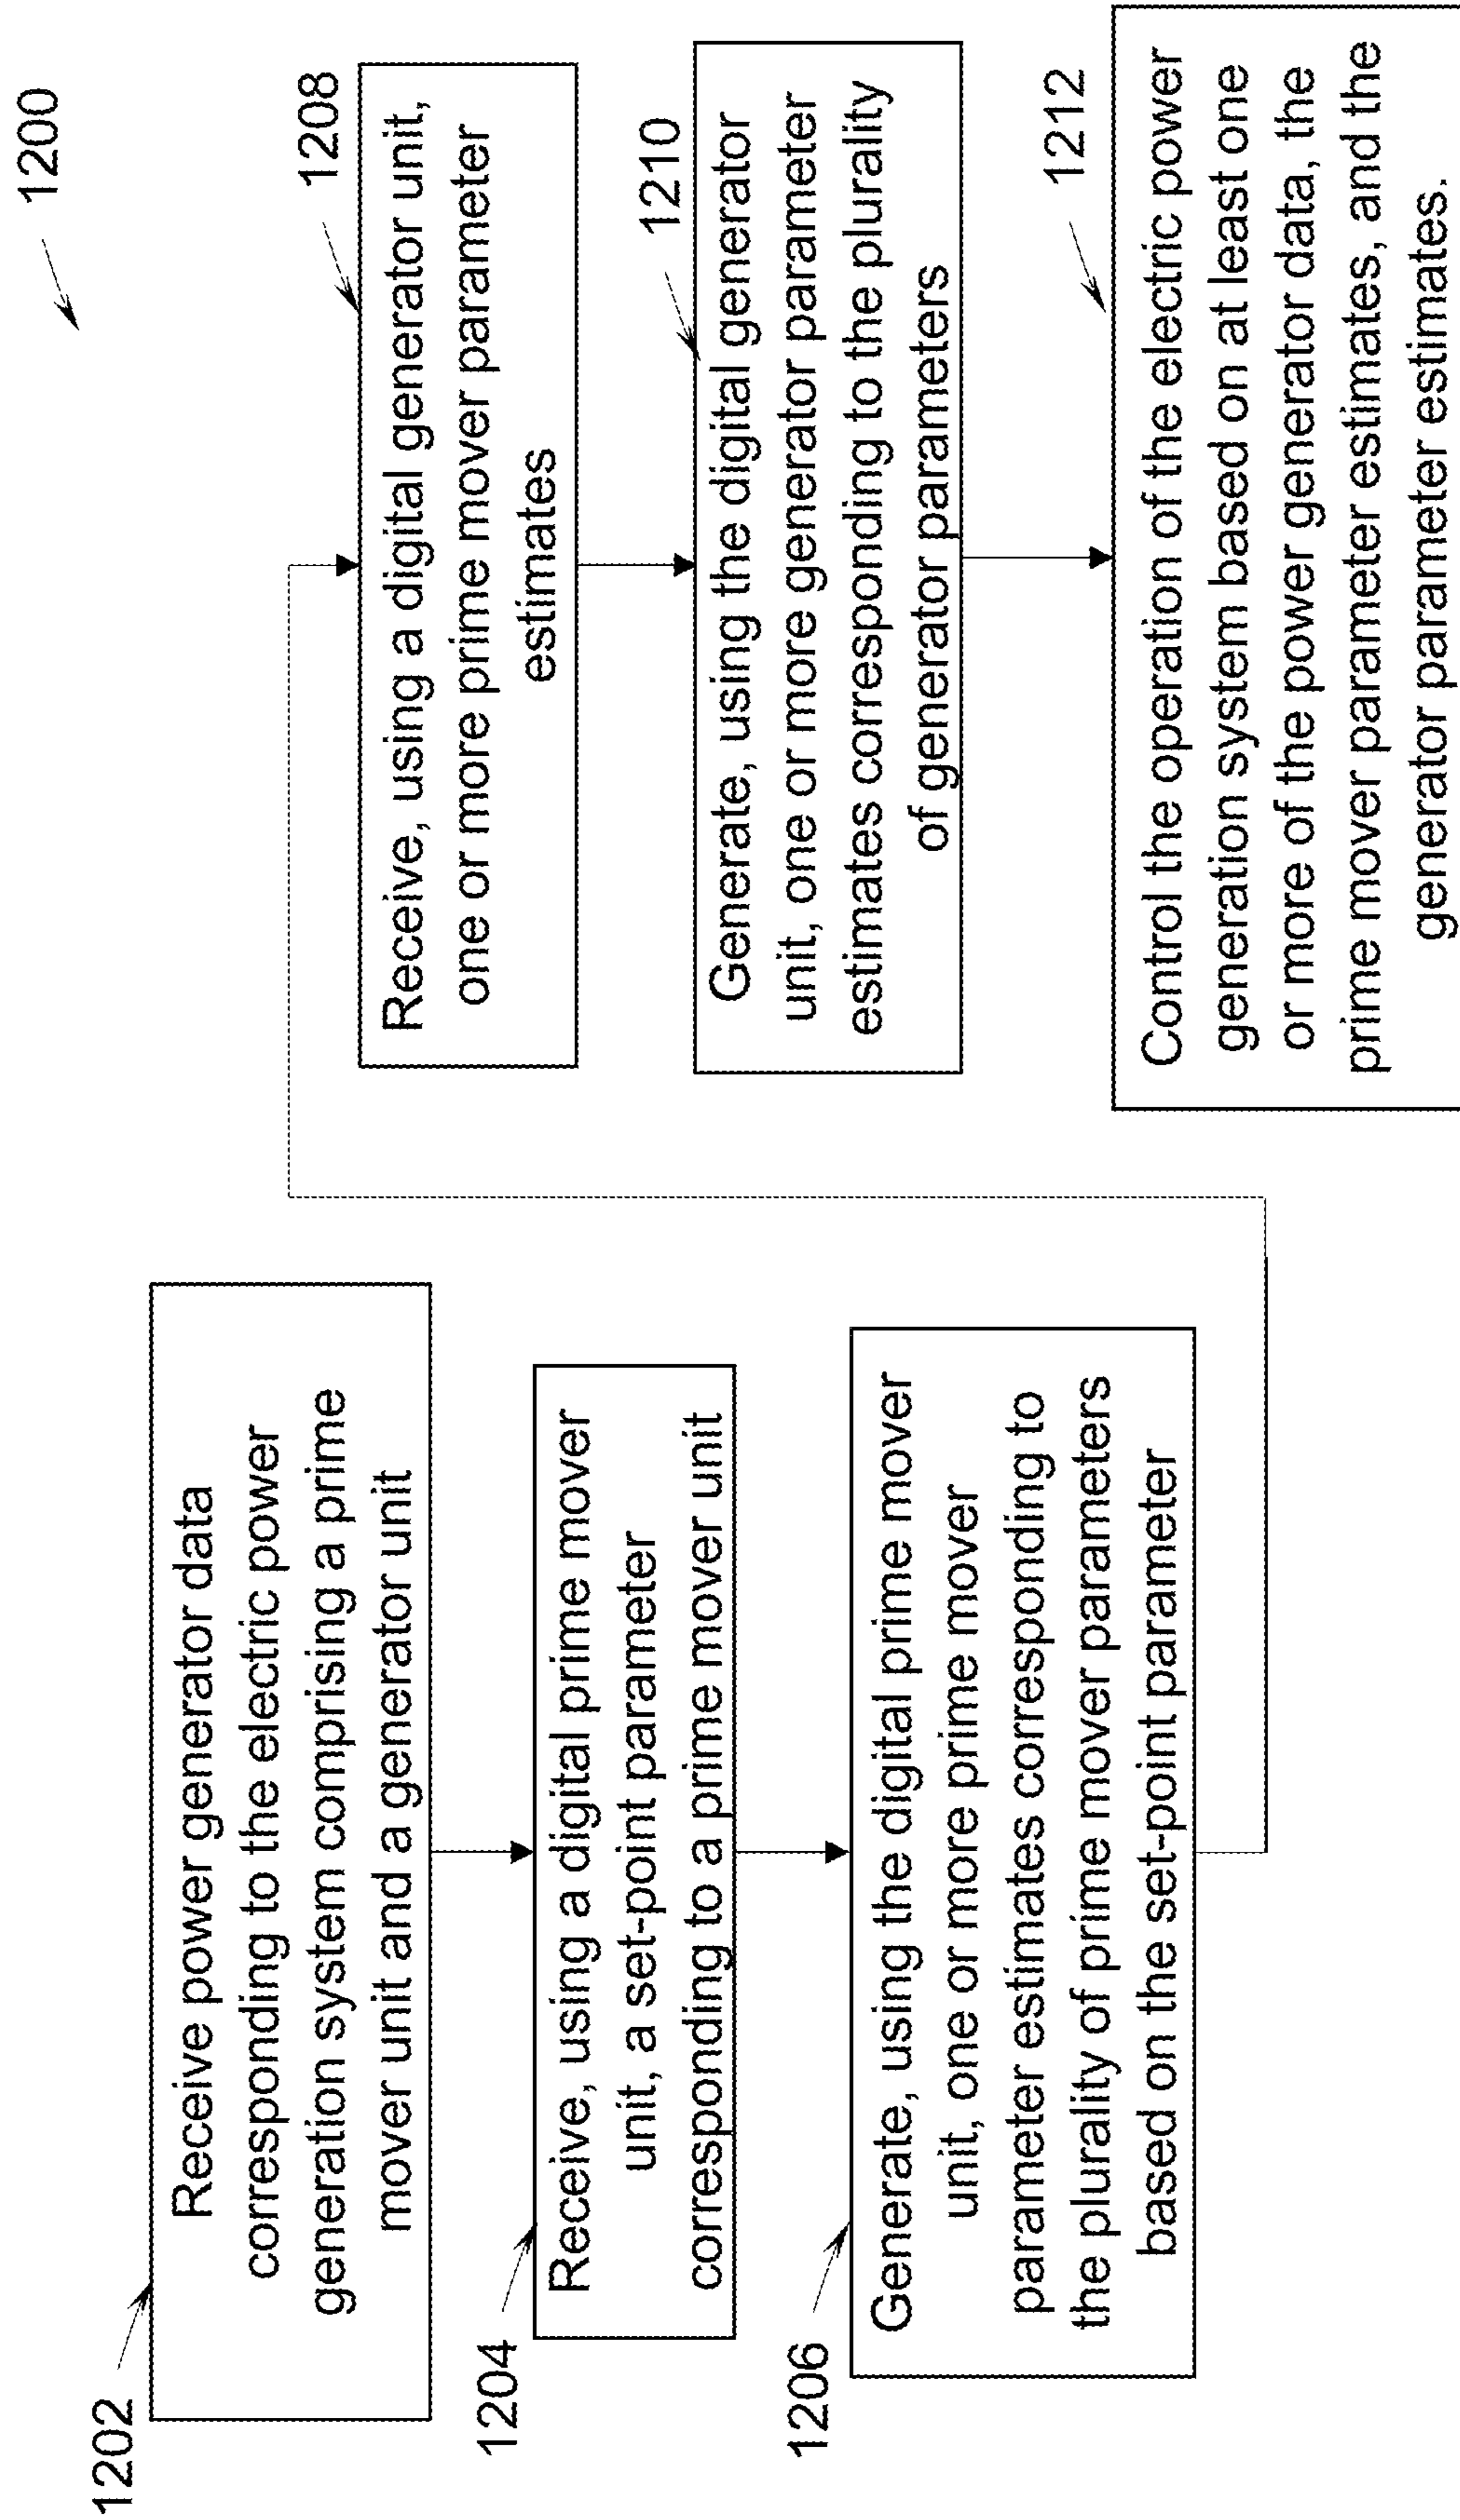 1200
1202
Receive power generator data
corresponding to the electric power
generation system comprising a prime
mover unit and a generator unit
1204
Receive, using a digital prime mover
unit, a set-point parameter
corresponding to a prime mover unit
1206
Generate, using the digital prime mover
unit, one or more prime mover
parameter estimates corresponding to
the plurality of prime mover parameters
based on the set-point parameter
1208
Receive, using a digital generator unit,
one or more prime mover parameter
estimates
1210
Generate, using the digital generator
unit, one or more generator parameter
estimates corresponding to the plurality
of generator parameters
1212
Control the operation of the electric power
generation system based on at least one
or more of the power generator data, the
prime mover parameter estimates, and the
generator parameter estimates.